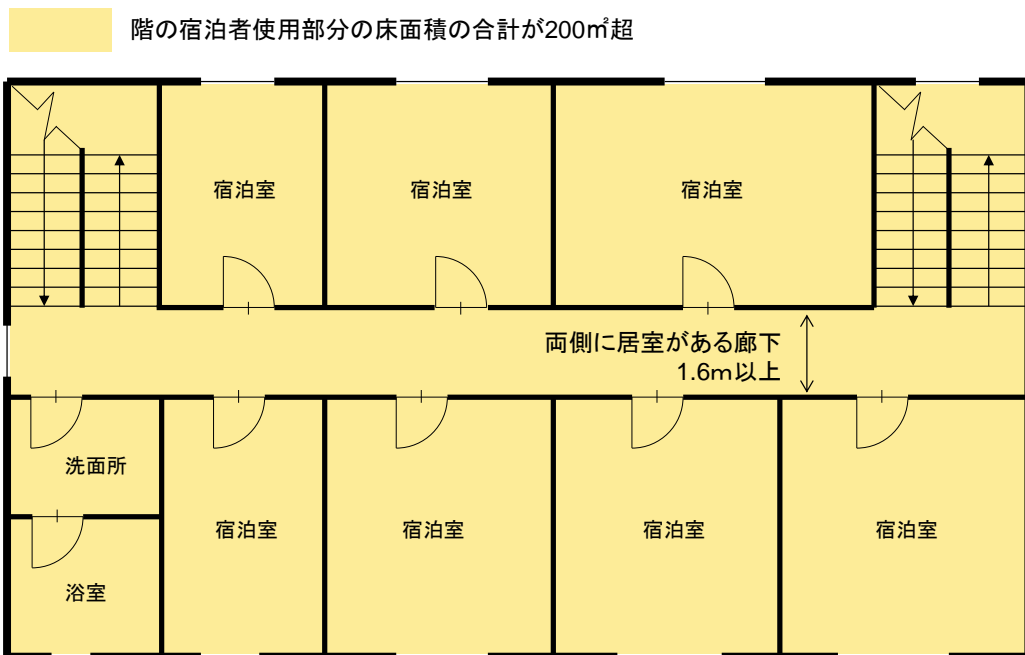 階の宿泊者使用部分の床面積の合計が200㎡超
宿泊室
宿泊室
宿泊室
両側に居室がある廊下
1.6m以上
洗面所
宿泊室
宿泊室
宿泊室
宿泊室
浴室